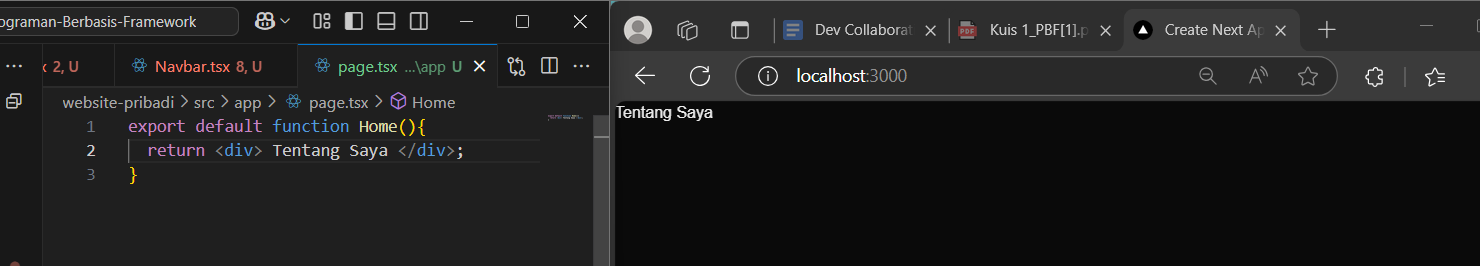 ograman-Berbasis-Framework
x 2, U
Navbar.tsx 8, U
page.tsx ...\app U
website-pribadi > src > app > page.tsx > Home
1 export default function Home(){
2 return <div> Tentang Saya </div>;
3 }
Dev Collaborat
PDF
Kuis 1_PBF[1].p
Create Next Ap
localhost:3000
Tentang Saya